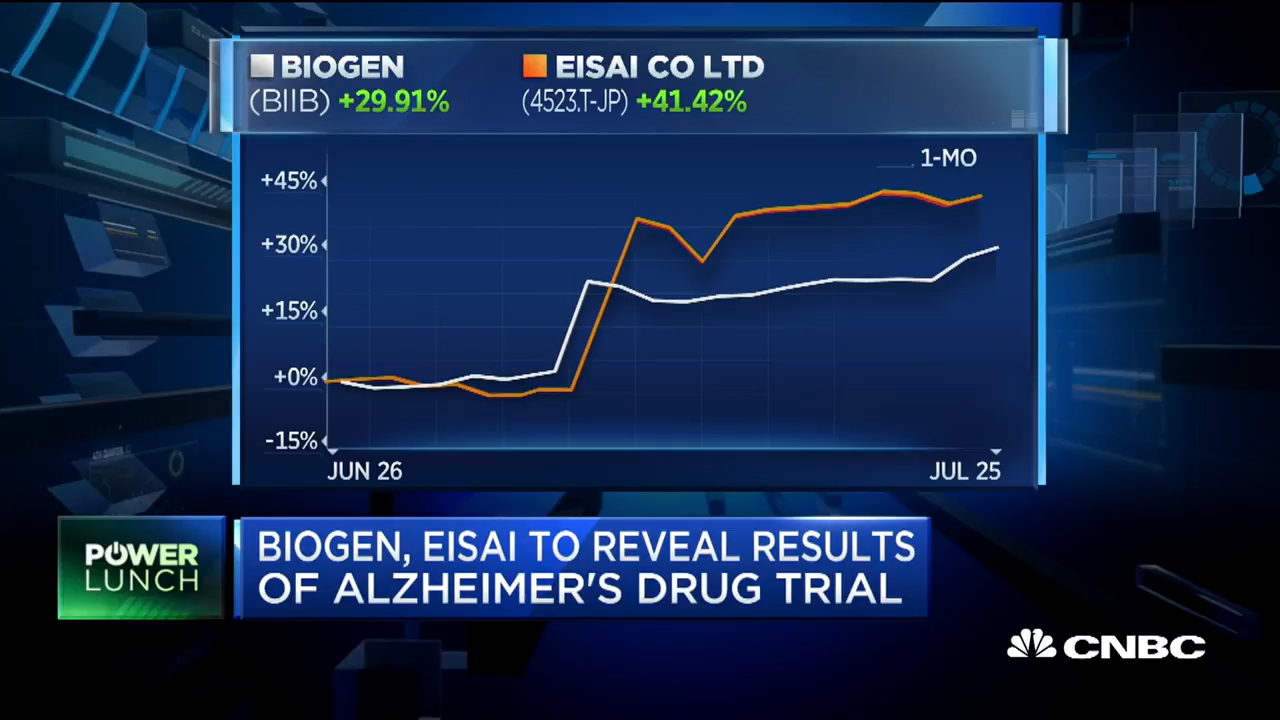 BIOGEN
(BIIB) +29.91%
EISAI CO LTD
(4523.T-JP) +41.42%
1-MO
+45%
+30%
+15%
+0%
-15%
JUN 26
JUL 25
POWER
LUNCH
BIOGEN, EISAI TO REVEAL RESULTS
OF ALZHEIMER'S DRUG TRIAL
CNBC